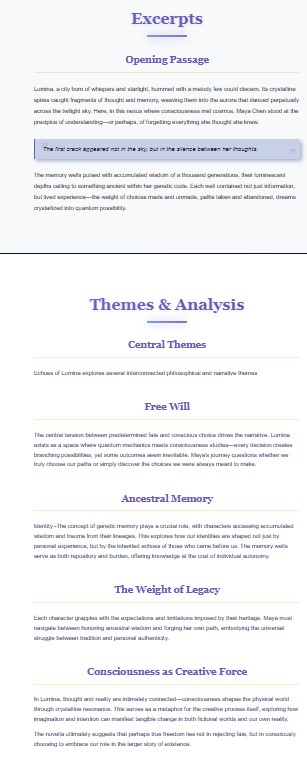 Excerpts
Opening Passage
Lumina, a city born of whispers and starlight, hummed with a melody few could discern. Its crystalline
spires caught fragments of thought and memory, weaving them into the aurora that danced perpetually
across the twilight sky. Here, in this nexus where consciousness met cosmos, Maya Chen stood at the
precipice of understanding—or perhaps, of forgetting everything she thought she knew.
"The first crack appeared not in the sky, but in the silence between her thoughts."
The memory wells pulsed with accumulated wisdom of a thousand generations, their luminescent
depths calling to something ancient within her genetic code. Each well contained not just information,
but lived experience—the weight of choices made and unmade, paths taken and abandoned, dreams
crystallized into quantum possibility.
Themes & Analysis
Central Themes
Echoes of Lumina explores several interconnected philosophical and narrative themes
Free Will
The central tension between predetermined fate and conscious choice drives the narrative. Lumina
exists as a space where quantum mechanics meets consciousness studies—every decision creates
branching possibilities, yet some outcomes seem inevitable. Maya's journey questions whether we
truly choose our paths or simply discover the choices we were always meant to make.
Ancestral Memory
Identity -The concept of genetic memory plays a crucial role, with characters accessing accumulated
wisdom and trauma from their lineages. This explores how our identities are shaped not just by
personal experience, but by the inherited echoes of those who came before us. The memory wells
serve as both repository and burden, offering knowledge at the cost of individual autonomy.
The Weight of Legacy
Each character grapples with the expectations and limitations imposed by their heritage. Maya must
navigate between honoring ancestral wisdom and forging her own path, embodying the universal
struggle between tradition and personal authenticity.
Consciousness as Creative Force
In Lumina, thought and reality are intimately connected—consciousness shapes the physical world
through crystalline resonance. This serves as a metaphor for the creative process itself, exploring how
imagination and intention can manifest tangible change in both fictional worlds and our own reality.
The novella ultimately suggests that perhaps true freedom lies not in rejecting fate, but in consciously
choosing to embrace our role in the larger story of existence.